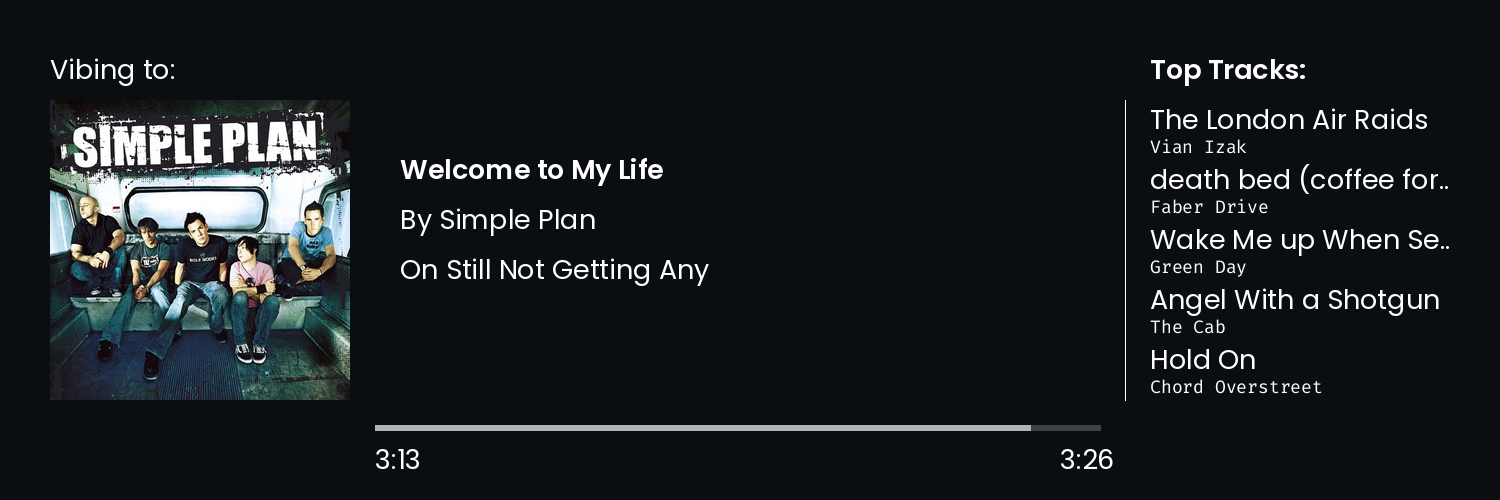 Vibing to:
SIMPLE PLAN
Welcome to My Life
By Simple Plan
On Still Not Getting Any
3:13
3:26
Top Tracks:
The London Air Raids
Vian Izak
death bed (coffee for..
Faber Drive
Wake Me up When Se..
Green Day
Angel With a Shotgun
The Cab
Hold On
Chord Overstreet